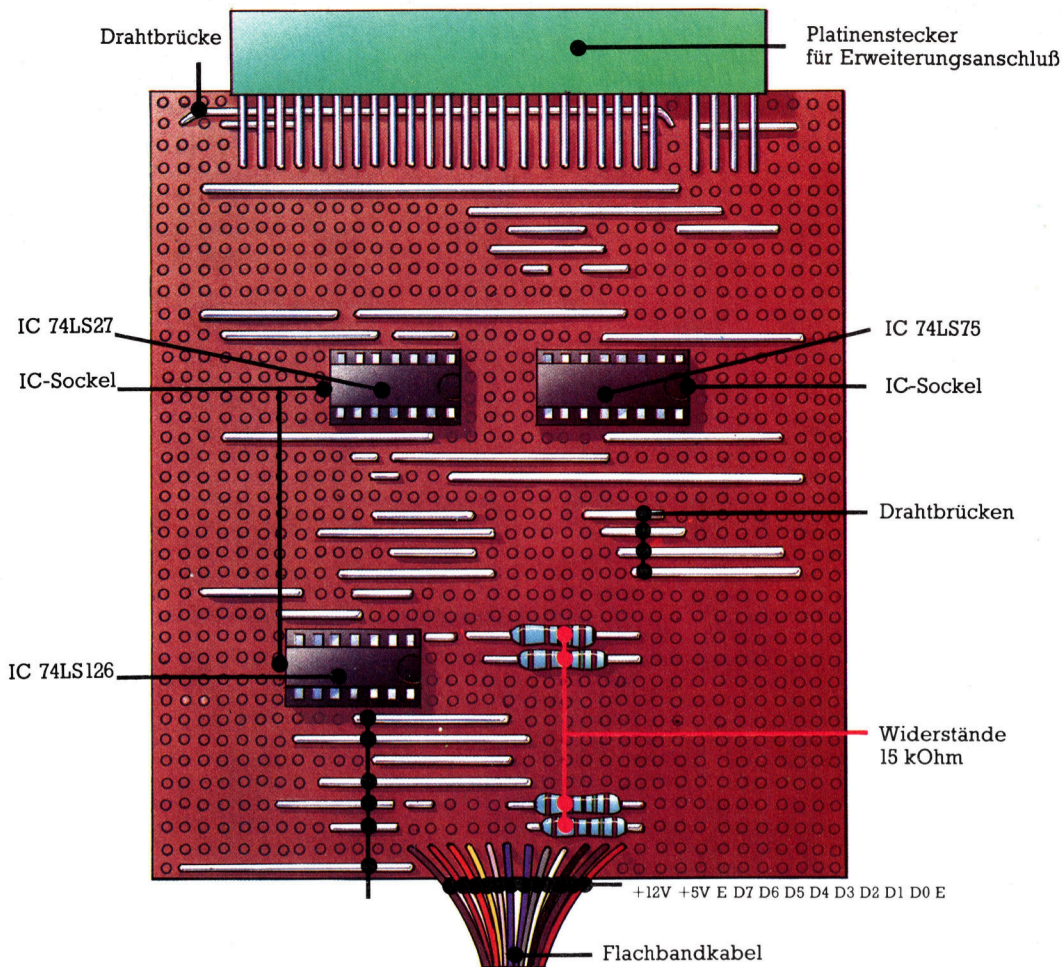 Drahtbrücke
Platinenstecker
für Erweiterungsanschluß
IC 74LS27
IC 74LS75
IC-Sockel
IC-Sockel
Drahtbrücken
IC 74LS126
Widerstände
15 kOhm
+12V +5V E D7 D6 D5 D4 D3 D2 D1 D0 E
Flachbandkabel